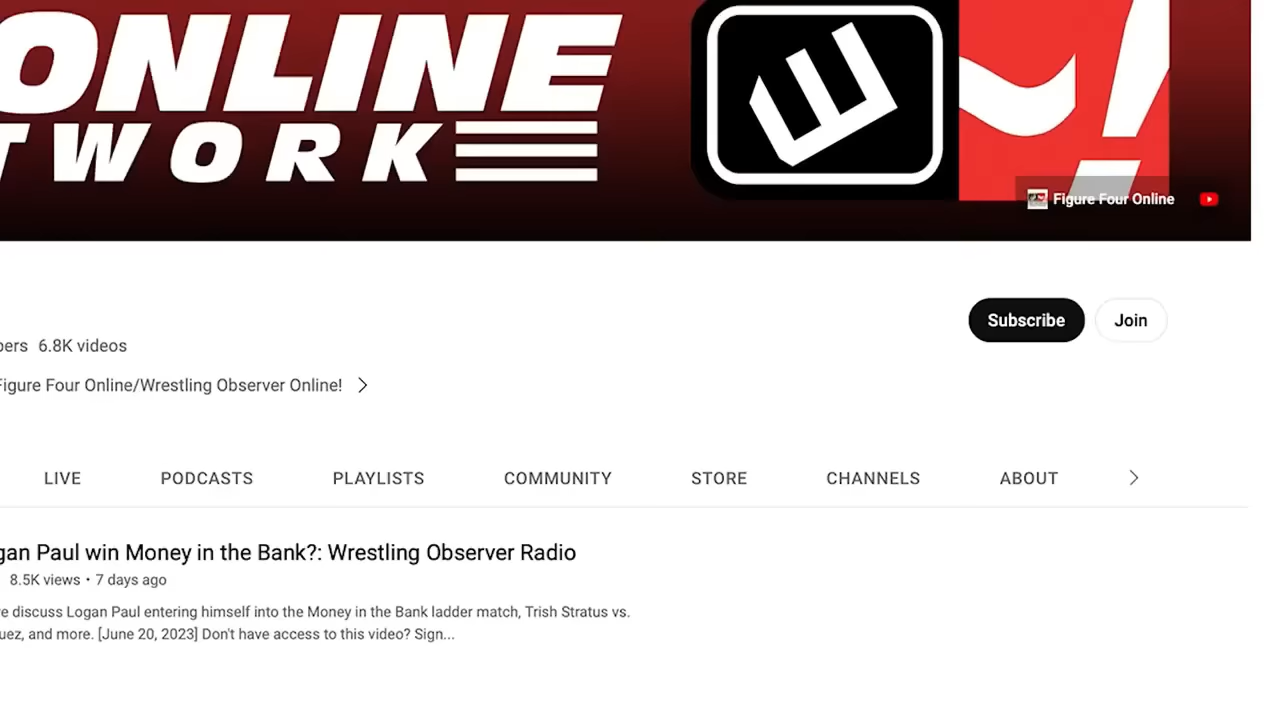 ONLINE
TWORK
Figure Four Online
Subscribe
Join
bers 6.8K videos
Figure Four Online/Wrestling Observer Online!
LIVE PODCASTS PLAYLISTS COMMUNITY STORE CHANNELS ABOUT
gan Paul win Money in the Bank?: Wrestling Observer Radio
8.5K views • 7 days ago
e discuss Logan Paul entering himself into the Money in the Bank ladder match, Trish Stratus vs.
uez, and more. [June 20, 2023] Don't have access to this video? Sign...